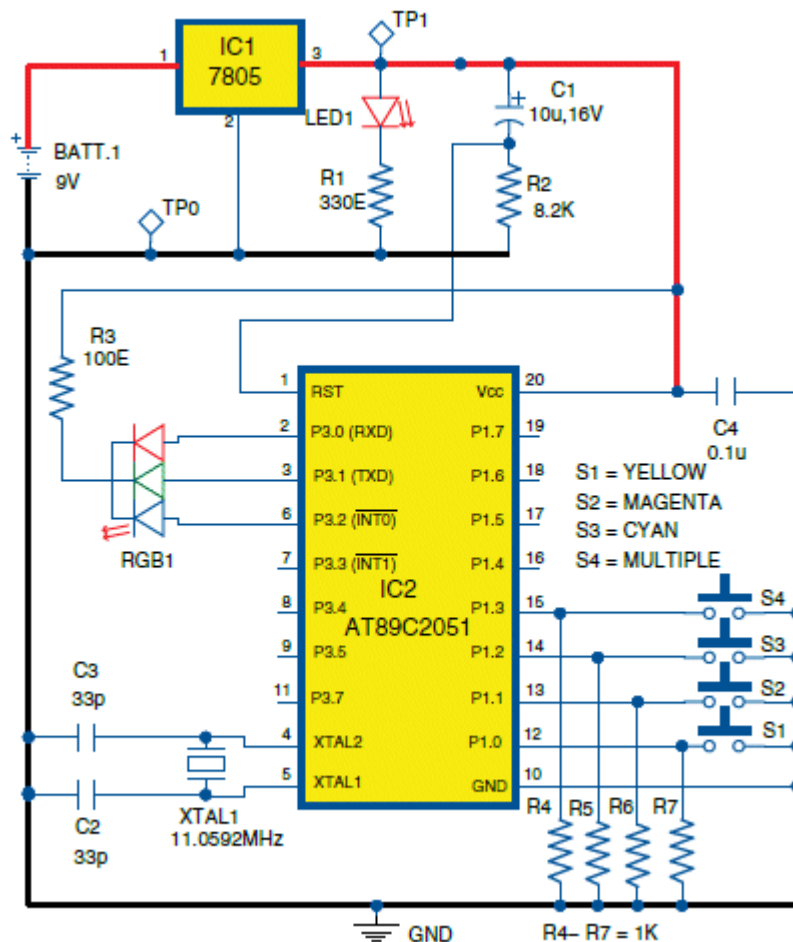 TP1
1
IC1
7805
3
2
LED1
C1
10u,16V
+
+
BATT.1
9V
R1
330E
R2
8.2K
TP0
R3
100E
1 RST
Vcc 20
2 P3.0 (RXD)
P1.7 19
3 P3.1 (TXD)
P1.6 18
6 P3.2 (INT0)
P1.5 17
7 P3.3 (INT1)
P1.4 16
IC2
8 P3.4
P1.3 15
AT89C2051
9 P3.5
P1.2 14
11 P3.7
P1.1 13
4 XTAL2
P1.0 12
5 XTAL1
GND 10
RGB1
C4
0.1u
S1 = YELLOW
S2 = MAGENTA
S3 = CYAN
S4 = MULTIPLE
S4
S3
S2
S1
C3
33p
C2
33p
XTAL1
11.0592MHz
R4 R5 R6 R7
GND
R4– R7 = 1K